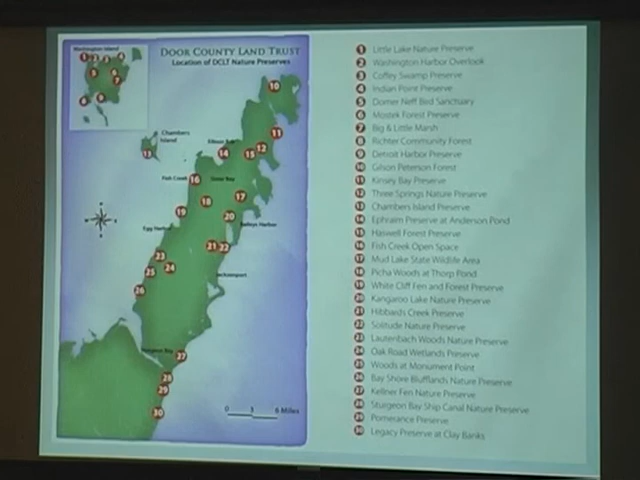 Door County Land Trust
Location of DCLT Nature Preserves
Washington Island
Chambers
Island
Fish Creek
Egg Harbor
Baileys Harbor
Jacksonport
0 3 6 Miles
1 Little Lake Nature Preserve
2 Washington Harbor Overlook
3 Coffey Swamp Preserve
4 Indian Point Preserve
5 Domer Neff Bird Sanctuary
6 Mostek Forest Preserve
7 Big & Little Marsh
8 Richter Community Forest
9 Detroit Harbor Preserve
10 Gilson Peterson Forest
11 Kinsey Bay Preserve
12 Three Springs Nature Preserve
13 Chambers Island Preserve
14 Ephraim Preserve at Anderson Pond
15 Haswell Forest Preserve
16 Fish Creek Open Space
17 Mud Lake State Wildlife Area
18 Picha Woods at Thorp Pond
19 White Cliff Fen and Forest Preserve
20 Kangaroo Lake Nature Preserve
21 Hibbards Creek Preserve
22 Solitude Nature Preserve
23 Lautenbach Woods Nature Preserve
24 Oak Road Wetlands Preserve
25 Woods at Monument Point
26 Bay Shore Blufflands Nature Preserve
27 Kellner Fen Nature Preserve
28 Sturgeon Bay Ship Canal Nature Preserve
29 Pomerance Preserve
30 Legacy Preserve at Clay Banks